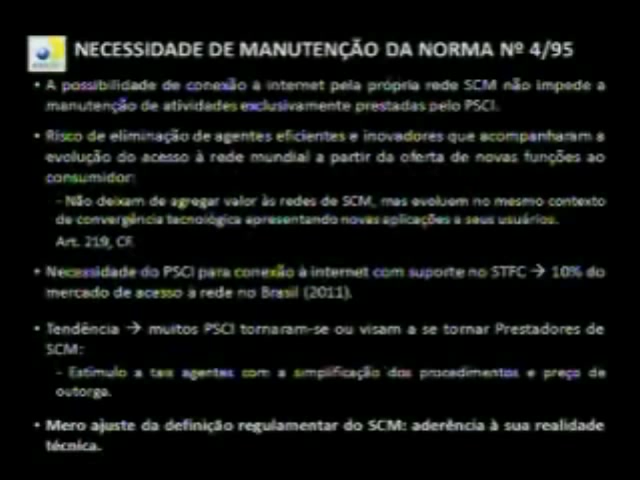 NECESSIDADE DE MANUTENÇÃO DA NORMA Nº 4/95
• A possibilidade de conexão à internet pela própria rede SCM não impede a
manutenção de atividades exclusivamente prestadas pelo PSCI.
• Risco de eliminação de agentes eficientes e inovadores que acompanharam a
evolução do acesso à rede mundial a partir da oferta de novas funções ao
consumidor:
- Não deixam de agregar valor às redes de SCM, mas evoluem no mesmo contexto
de convergência tecnológica apresentando novas aplicações a seus usuários.
Art. 219, CF.
• Necessidade do PSCI para conexão à internet com suporte no STFC → 10% do
mercado de acesso à rede no Brasil (2011).
• Tendência → muitos PSCI tornaram-se ou visam a se tornar Prestadores de
SCM:
- Estímulo a tais agentes com a simplificação dos procedimentos e preço de
outorga.
• Mero ajuste da definição regulamentar do SCM: aderência à sua realidade
técnica.